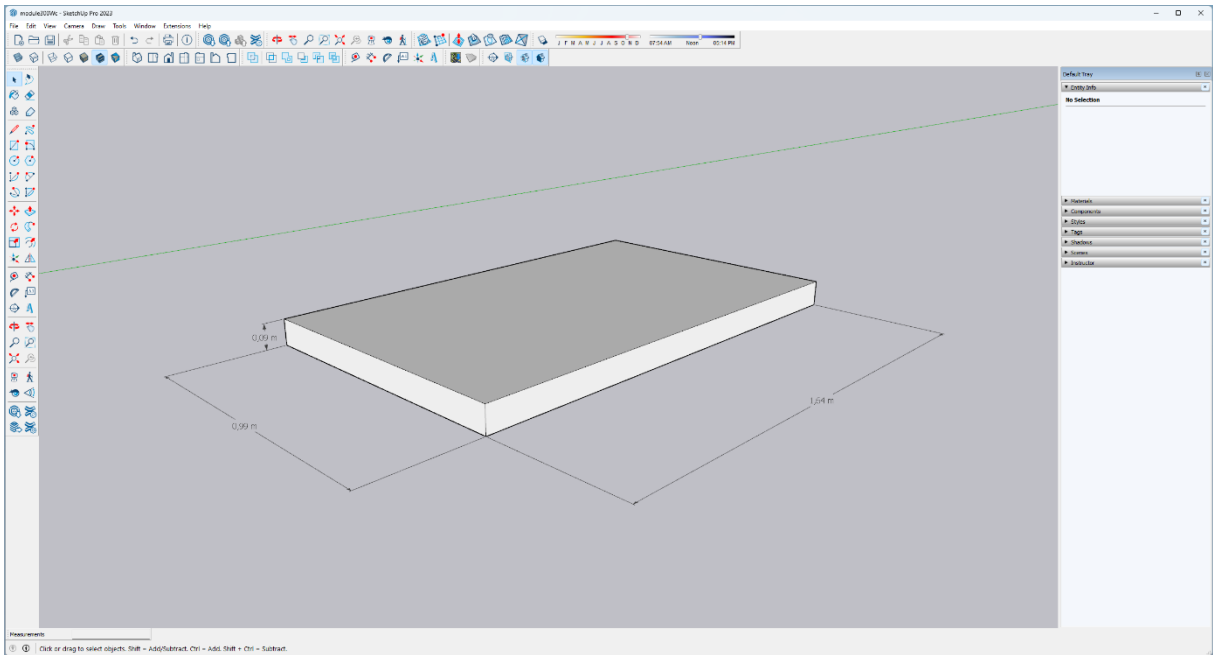 module300Wc - SketchUp Pro 2023
File Edit View Camera Draw Tools Window Extensions Help
J F M A M J J A S O N D 07:54 AM Noon 05:14 PM
Default Tray
Entity Info
No Selection
Materials
Components
Styles
Tags
Shadows
Scenes
Instructor
0,09 m
1,64 m
0,99 m
Measurements
Click or drag to select objects. Shift = Add/Subtract. Ctrl = Add. Shift + Ctrl = Subtract.